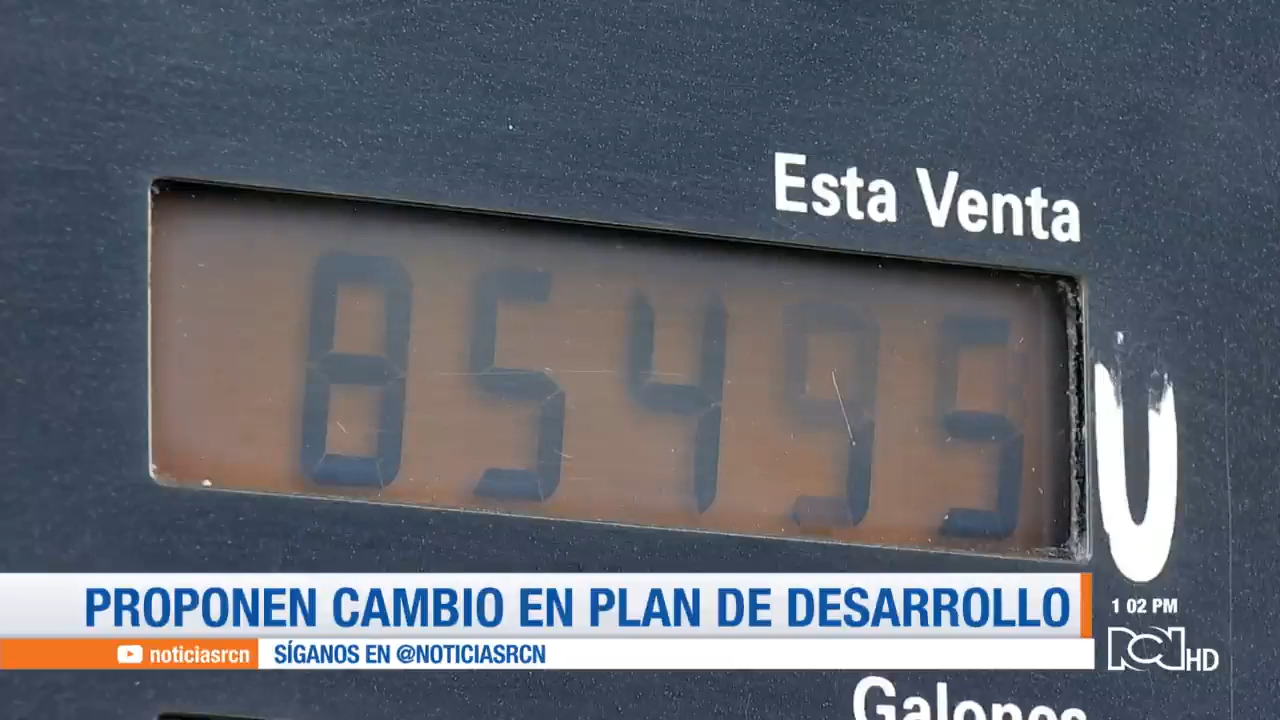 Esta Venta
85495
PROPONEN CAMBIO EN PLAN DE DESARROLLO
1 02 PM
noticiasrcn
SÍGANOS EN @NOTICIASRCN
RCN HD
Galones